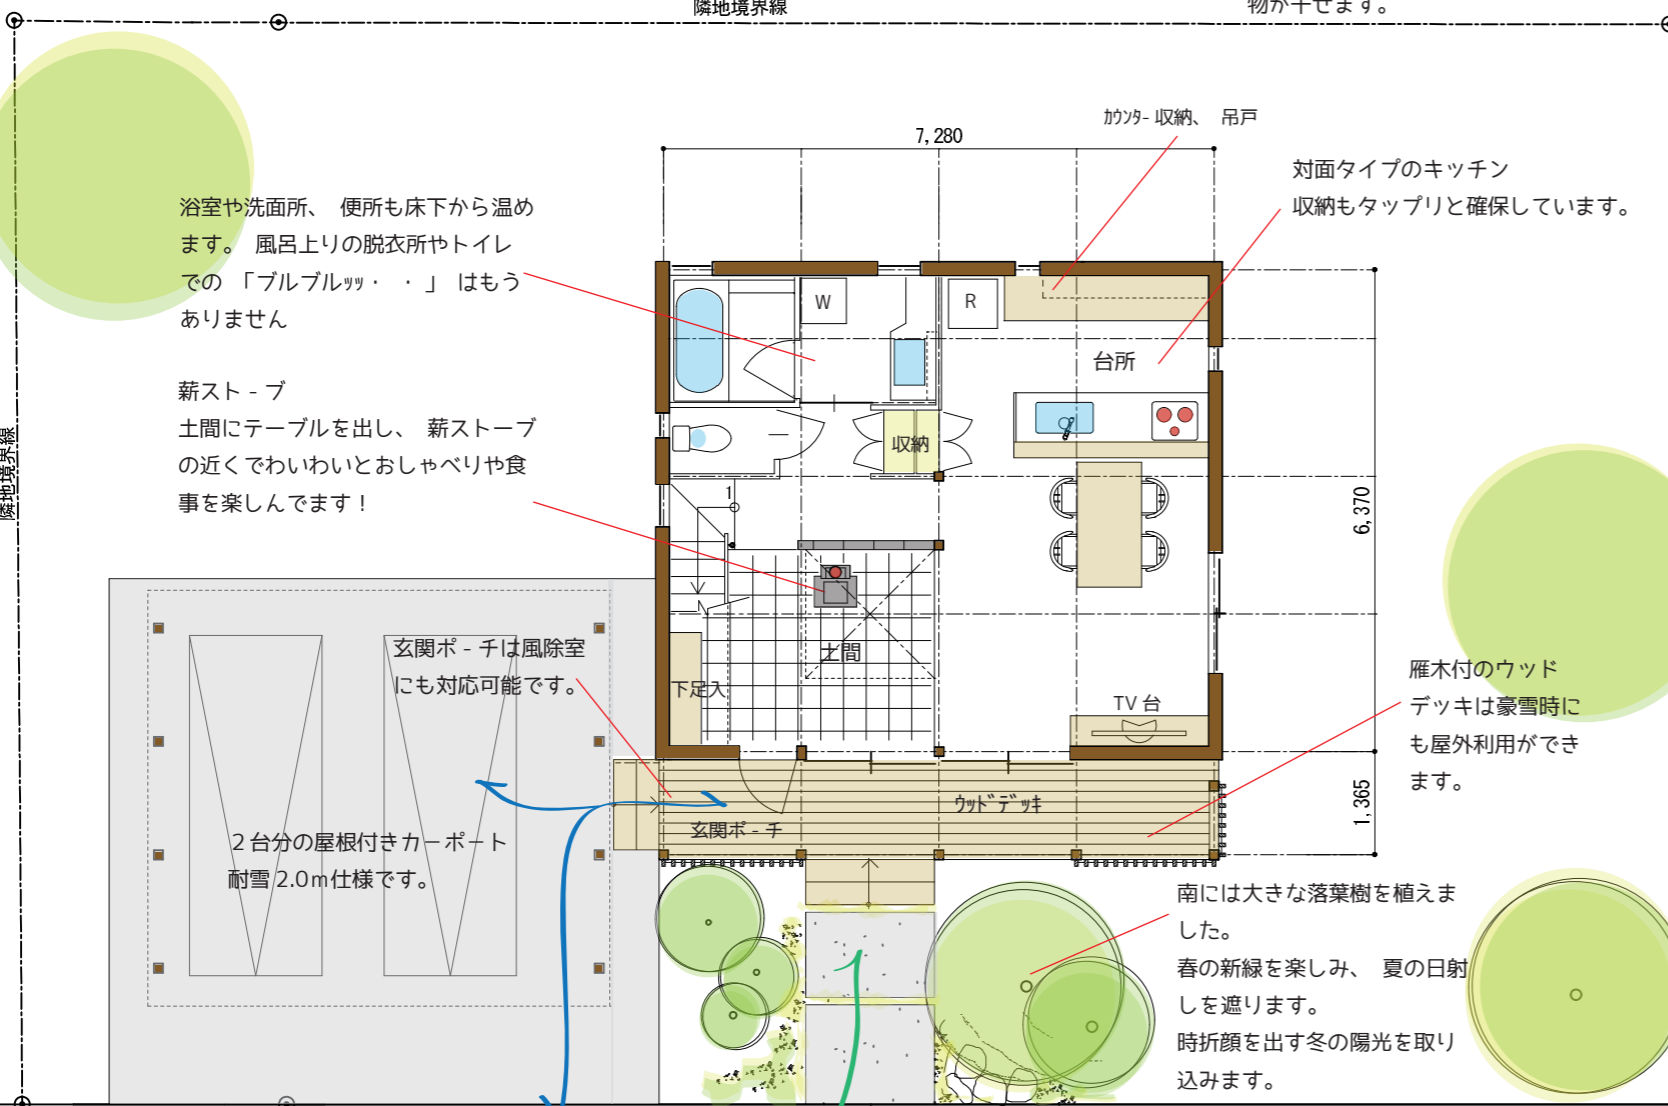 隣地境界線
物が干せます。
7,280
ｶｳﾝﾀｰ収納、 吊戸
対面タイプのキッチン
収納もタップリと確保しています。
浴室や洗面所、 便所も床下から温め
ます。 風呂上りの脱衣所やトイレ
での 「ブルブルッッ・ ・」 はもう
ありません
薪スト-ブ
土間にテーブルを出し、 薪ストーブ
の近くでわいわいとおしゃべりや食
事を楽しんでます！
隣地境界線
W
R
台所
収納
1
6,370
土間
下足入
TV台
玄関ポ-チは風除室
にも対応可能です。
雁木付のウッド
デッキは豪雪時に
も屋外利用ができ
ます。
1,365
ｳｯﾄﾞﾃﾞｯｷ
玄関ポ-チ
２台分の屋根付きカーポート
耐雪2.0m仕様です。
南には大きな落葉樹を植えま
した。
春の新緑を楽しみ、 夏の日射
しを遮ります。
時折顔を出す冬の陽光を取り
込みます。